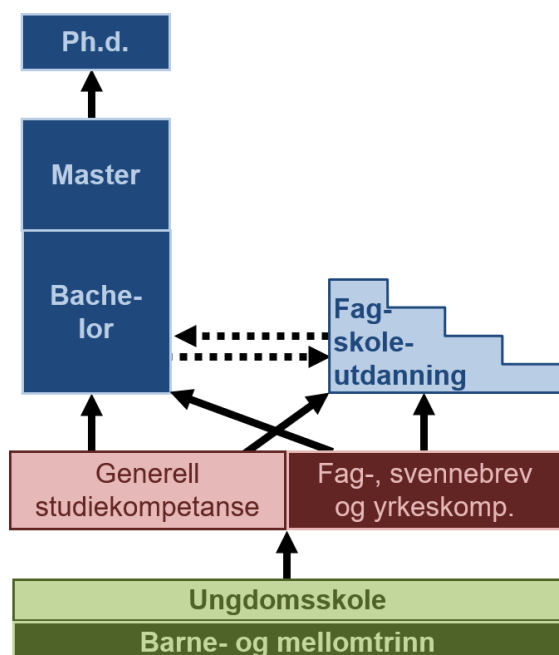 Ph.d.
Master
Bache-
lor
Fag-
skole-
utdanning
Generell
studiekompetanse
Fag-, svennebrev
og yrkeskomp.
Ungdomsskole
Barne- og mellomtrinn